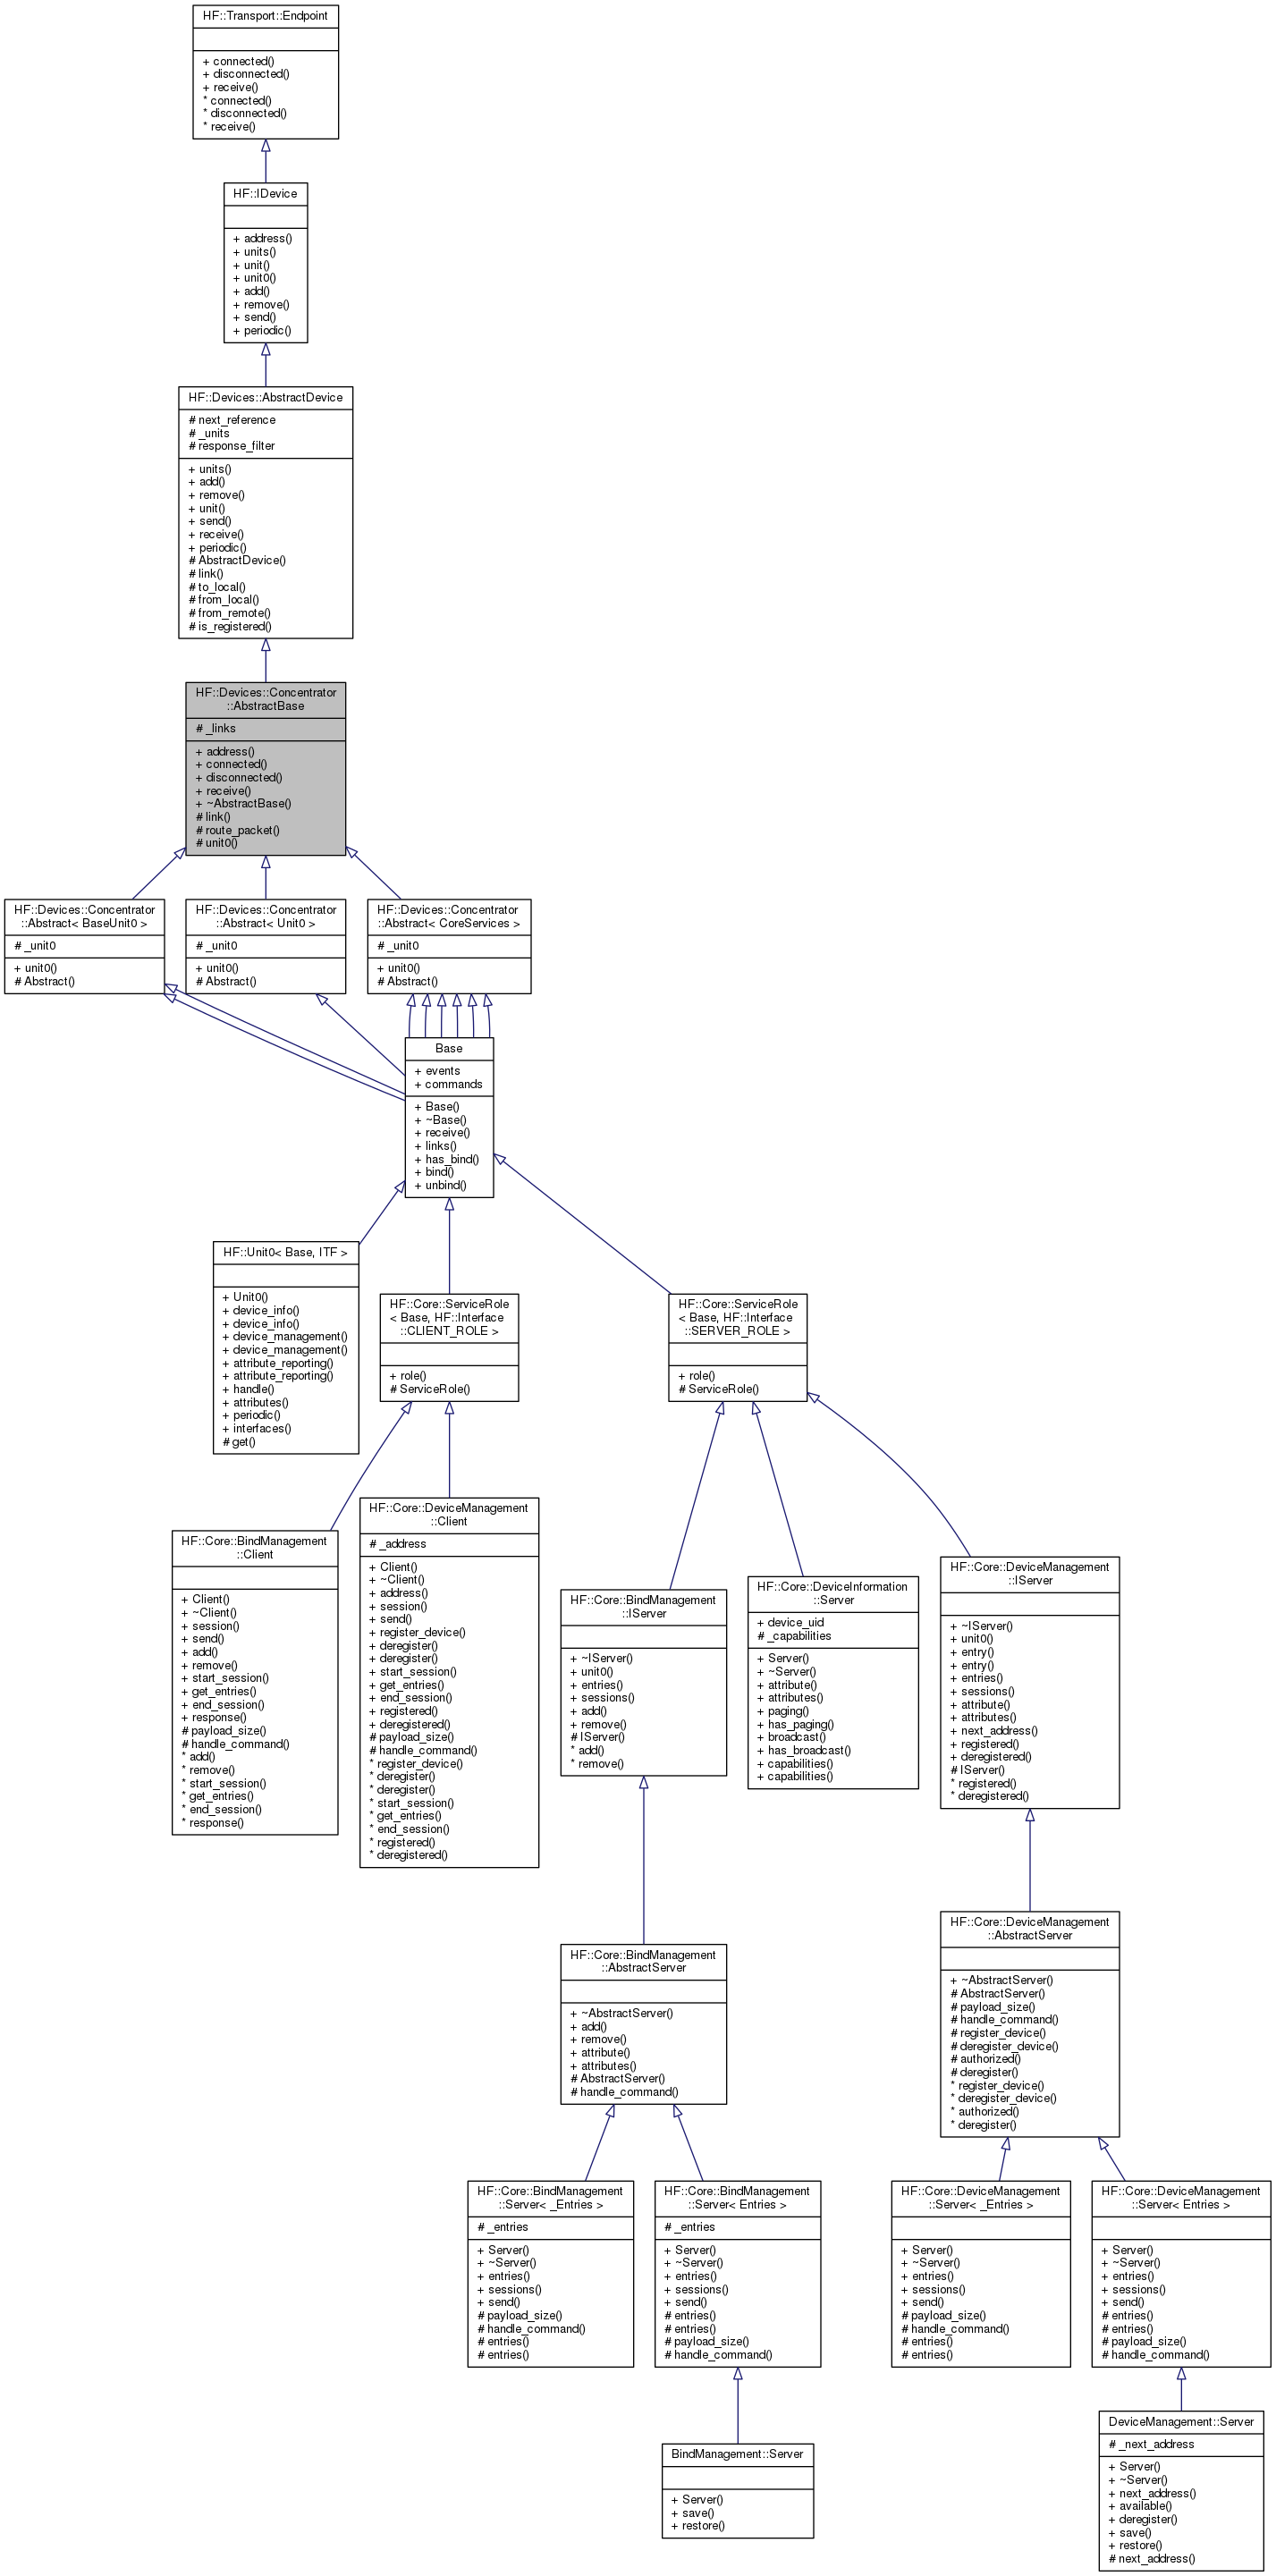 HF::Transport::Endpoint
+ connected()
+ disconnected()
+ receive()
* connected()
* disconnected()
* receive()
HF::IDevice
+ address()
+ units()
+ unit()
+ unit0()
+ add()
+ remove()
+ send()
+ periodic()
HF::Devices::AbstractDevice
# next_reference
# _units
# response_filter
+ units()
+ add()
+ remove()
+ unit()
+ send()
+ receive()
+ periodic()
# AbstractDevice()
# link()
# to_local()
# from_local()
# from_remote()
# is_registered()
HF::Devices::Concentrator
::AbstractBase
# _links
+ address()
+ connected()
+ disconnected()
+ receive()
+ ~AbstractBase()
# link()
# route_packet()
# unit0()
HF::Devices::Concentrator
::Abstract< BaseUnit0 >
# _unit0
+ unit0()
# Abstract()
HF::Devices::Concentrator
::Abstract< Unit0 >
# _unit0
+ unit0()
# Abstract()
HF::Devices::Concentrator
::Abstract< CoreServices >
# _unit0
+ unit0()
# Abstract()
Base
+ events
+ commands
+ Base()
+ ~Base()
+ receive()
+ links()
+ has_bind()
+ bind()
+ unbind()
HF::Unit0< Base, ITF >
+ Unit0()
+ device_info()
+ device_info()
+ device_management()
+ device_management()
+ attribute_reporting()
+ attribute_reporting()
+ handle()
+ attributes()
+ periodic()
+ interfaces()
# get()
HF::Core::ServiceRole
< Base, HF::Interface
::CLIENT_ROLE >
+ role()
# ServiceRole()
HF::Core::ServiceRole
< Base, HF::Interface
::SERVER_ROLE >
+ role()
# ServiceRole()
HF::Core::BindManagement
::Client
+ Client()
+ ~Client()
+ session()
+ send()
+ add()
+ remove()
+ start_session()
+ get_entries()
+ end_session()
+ response()
# payload_size()
# handle_command()
* add()
* remove()
* start_session()
* get_entries()
* end_session()
* response()
HF::Core::DeviceManagement
::Client
# _address
+ Client()
+ ~Client()
+ address()
+ session()
+ send()
+ register_device()
+ deregister()
+ deregister()
+ start_session()
+ get_entries()
+ end_session()
+ registered()
+ deregistered()
# payload_size()
# handle_command()
* register_device()
* deregister()
* deregister()
* start_session()
* get_entries()
* end_session()
* registered()
* deregistered()
HF::Core::BindManagement
::IServer
+ ~IServer()
+ unit0()
+ entries()
+ sessions()
+ add()
+ remove()
# IServer()
* add()
* remove()
HF::Core::DeviceInformation
::Server
+ device_uid
# _capabilities
+ Server()
+ ~Server()
+ attribute()
+ attributes()
+ paging()
+ has_paging()
+ broadcast()
+ has_broadcast()
+ capabilities()
+ capabilities()
HF::Core::DeviceManagement
::IServer
+ ~IServer()
+ unit0()
+ entry()
+ entry()
+ entries()
+ sessions()
+ attribute()
+ attributes()
+ next_address()
+ registered()
+ deregistered()
# IServer()
* registered()
* deregistered()
HF::Core::BindManagement
::AbstractServer
+ ~AbstractServer()
+ add()
+ remove()
+ attribute()
+ attributes()
# AbstractServer()
# handle_command()
HF::Core::DeviceManagement
::AbstractServer
+ ~AbstractServer()
# AbstractServer()
# payload_size()
# handle_command()
# register_device()
# deregister_device()
# authorized()
# deregister()
* register_device()
* deregister_device()
* authorized()
* deregister()
HF::Core::BindManagement
::Server< _Entries >
# _entries
+ Server()
+ ~Server()
+ entries()
+ sessions()
+ send()
# payload_size()
# handle_command()
# entries()
# entries()
HF::Core::BindManagement
::Server< Entries >
# _entries
+ Server()
+ ~Server()
+ entries()
+ sessions()
+ send()
# entries()
# entries()
# payload_size()
# handle_command()
HF::Core::DeviceManagement
::Server< _Entries >
+ Server()
+ ~Server()
+ entries()
+ sessions()
+ send()
# payload_size()
# handle_command()
# entries()
# entries()
HF::Core::DeviceManagement
::Server< Entries >
+ Server()
+ ~Server()
+ entries()
+ sessions()
+ send()
# entries()
# entries()
# payload_size()
# handle_command()
BindManagement::Server
+ Server()
+ save()
+ restore()
DeviceManagement::Server
# _next_address
+ Server()
+ ~Server()
+ next_address()
+ available()
+ deregister()
+ save()
+ restore()
# next_address()